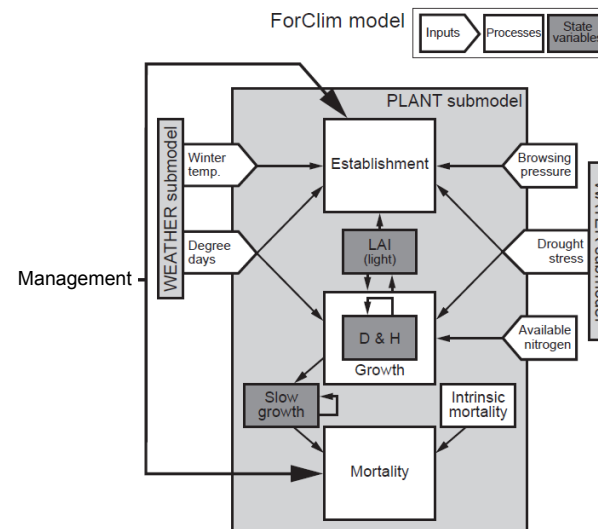 ForClim model
Inputs
Processes
State
variables
PLANT submodel
WEATHER submodel
Winter
temp.
Establishment
Browsing
pressure
Degree
days
LAI
(light)
Drought
stress
Management
D & H
Growth
Available
nitrogen
Slow
growth
Intrinsic
mortality
Mortality